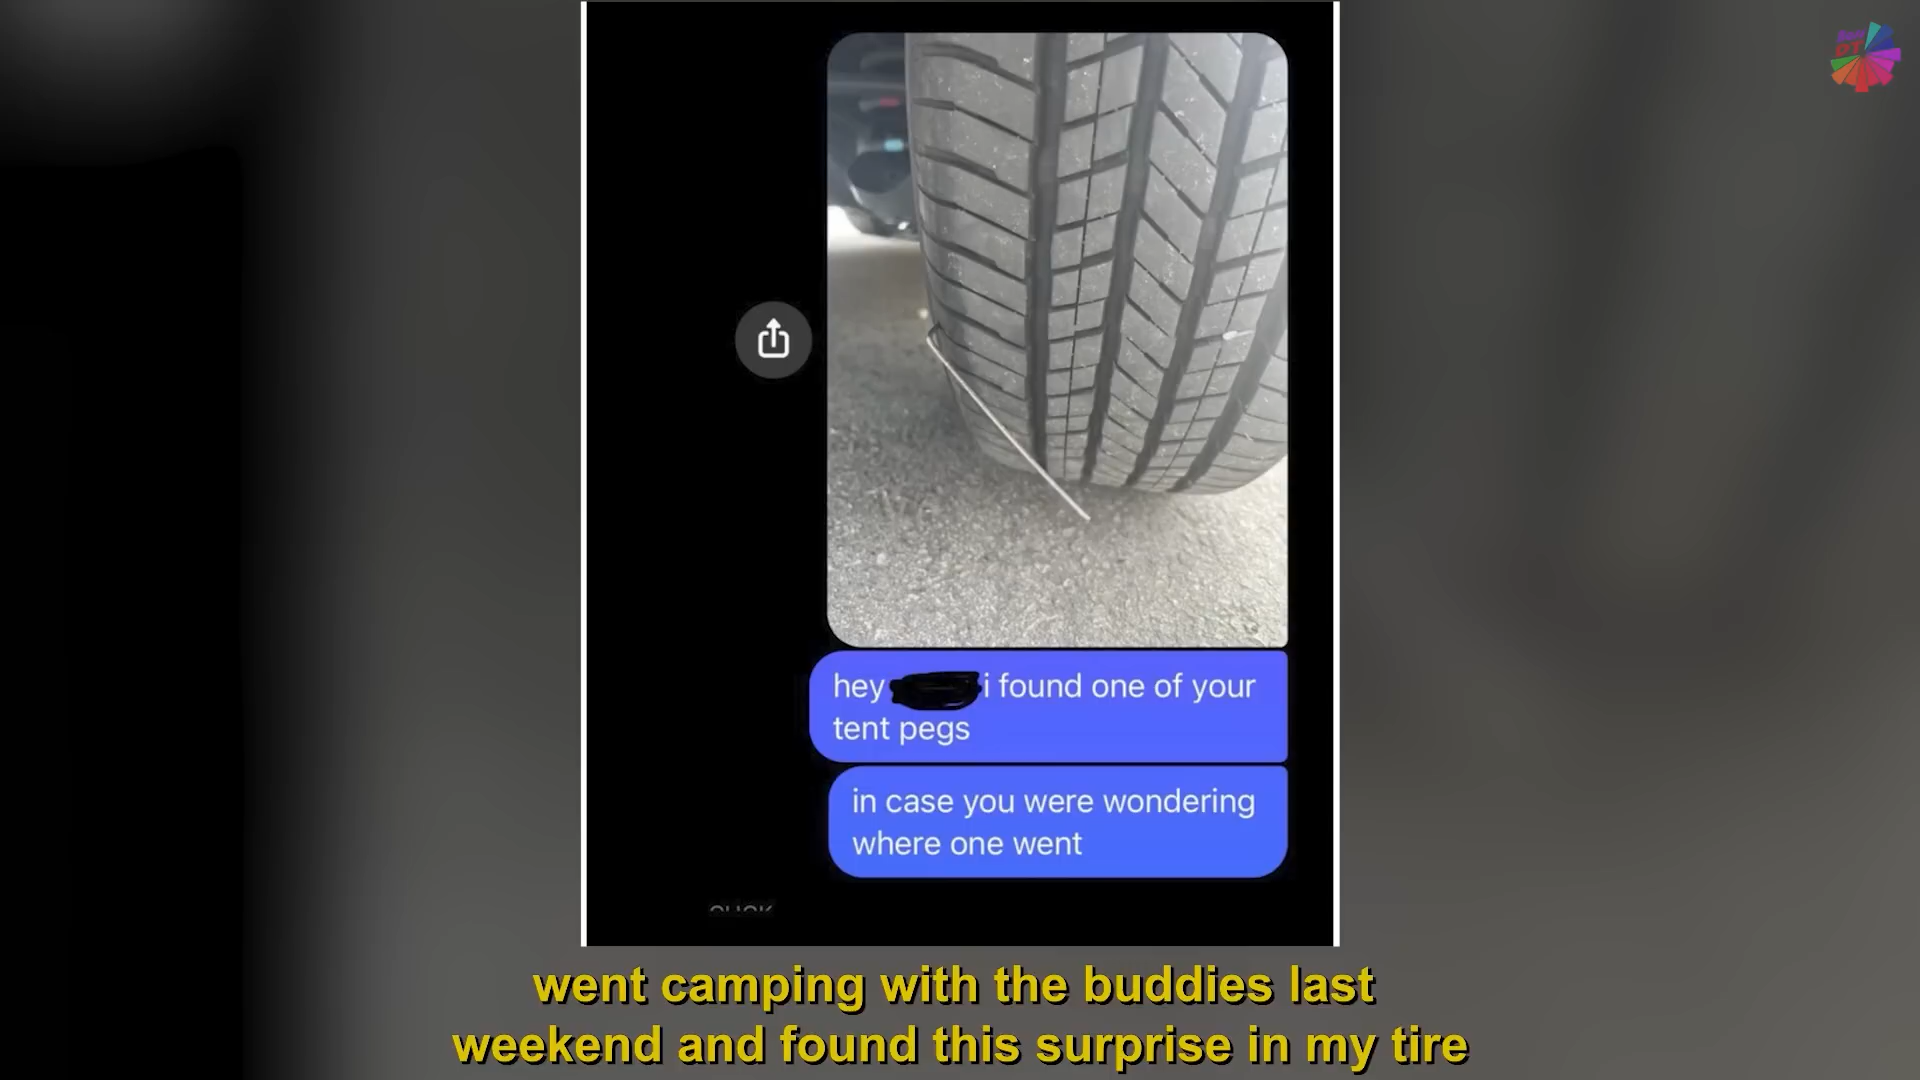 hey i found one of your
tent pegs
in case you were wondering
where one went
went camping with the buddies last
weekend and found this surprise in my tire